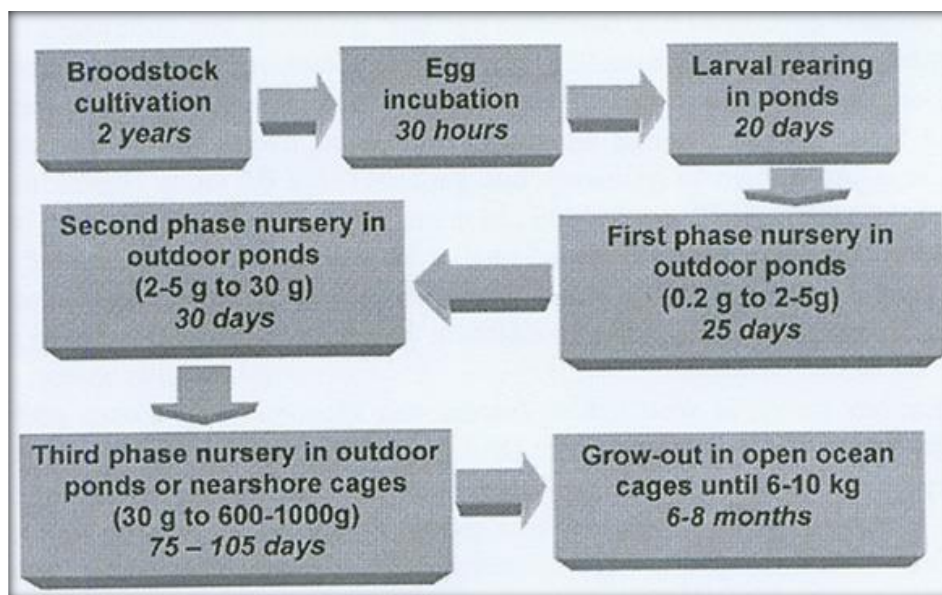 Broodstock
cultivation
2 years
Egg
incubation
30 hours
Larval rearing
in ponds
20 days
First phase nursery in
outdoor ponds
(0.2 g to 2-5g)
25 days
Second phase nursery in
outdoor ponds
(2-5 g to 30 g)
30 days
Third phase nursery in outdoor
ponds or nearshore cages
(30 g to 600-1000g)
75 – 105 days
Grow-out in open ocean
cages until 6-10 kg
6-8 months